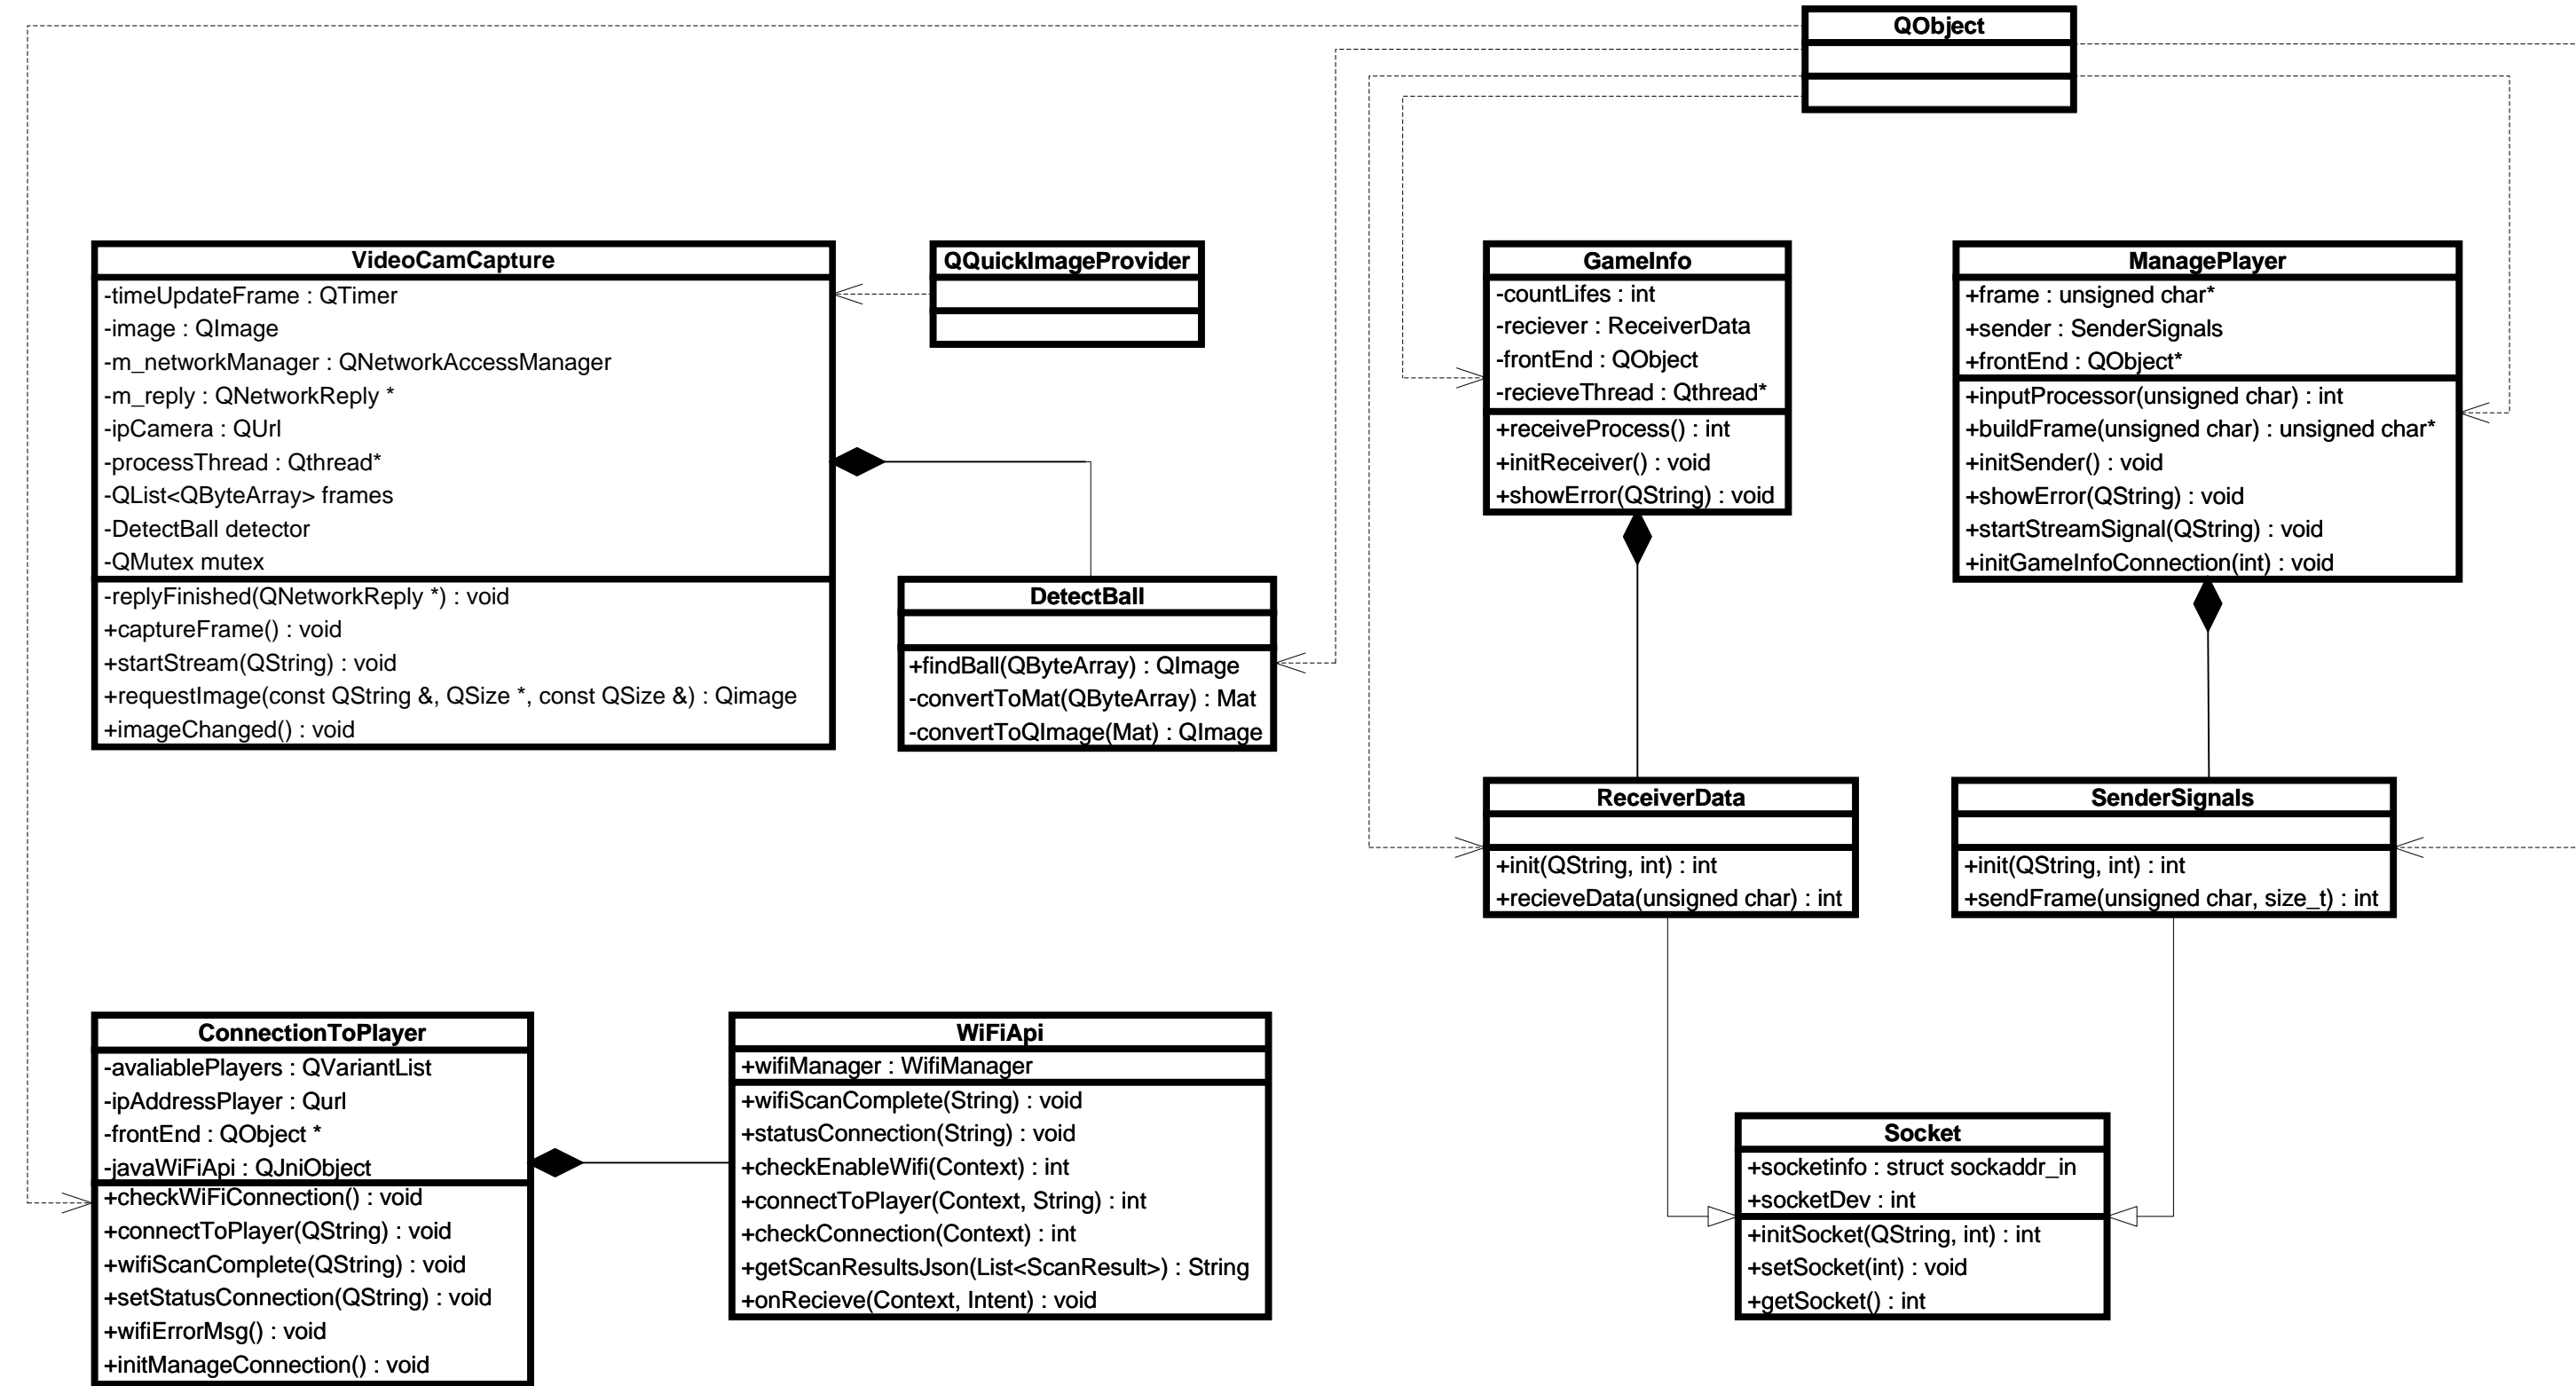 QObject
VideoCamCapture
-timeUpdateFrame : QTimer
-image : QImage
-m_networkManager : QNetworkAccessManager
-m_reply : QNetworkReply *
-ipCamera : QUrl
-processThread : Qthread*
-QList<QByteArray> frames
-DetectBall detector
-QMutex mutex
-replyFinished(QNetworkReply *) : void
+captureFrame() : void
+startStream(QString) : void
+requestImage(const QString &, QSize *, const QSize &) : Qimage
+imageChanged() : void
QQuickImageProvider
GameInfo
-countLifes : int
-reciever : ReceiverData
-frontEnd : QObject
-recieveThread : Qthread*
+receiveProcess() : int
+initReceiver() : void
+showError(QString) : void
ManagePlayer
+frame : unsigned char*
+sender : SenderSignals
+frontEnd : QObject*
+inputProcessor(unsigned char) : int
+buildFrame(unsigned char) : unsigned char*
+initSender() : void
+showError(QString) : void
+startStreamSignal(QString) : void
+initGameInfoConnection(int) : void
DetectBall
+findBall(QByteArray) : QImage
-convertToMat(QByteArray) : Mat
-convertToQImage(Mat) : QImage
ReceiverData
+init(QString, int) : int
+recieveData(unsigned char) : int
SenderSignals
+init(QString, int) : int
+sendFrame(unsigned char, size_t) : int
ConnectionToPlayer
-avaliablePlayers : QVariantList
-ipAddressPlayer : Qurl
-frontEnd : QObject *
-javaWiFiApi : QJniObject
+checkWiFiConnection() : void
+connectToPlayer(QString) : void
+wifiScanComplete(QString) : void
+setStatusConnection(QString) : void
+wifiErrorMsg() : void
+initManageConnection() : void
WiFiApi
+wifiManager : WifiManager
+wifiScanComplete(String) : void
+statusConnection(String) : void
+checkEnableWifi(Context) : int
+connectToPlayer(Context, String) : int
+checkConnection(Context) : int
+getScanResultsJson(List<ScanResult>) : String
+onRecieve(Context, Intent) : void
Socket
+socketinfo : struct sockaddr_in
+socketDev : int
+initSocket(QString, int) : int
+setSocket(int) : void
+getSocket() : int